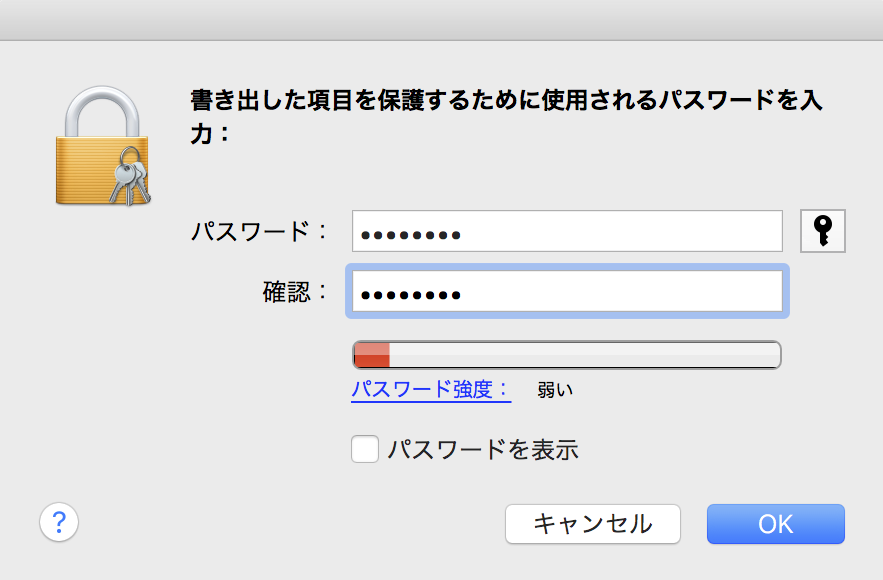 書き出した項目を保護するために使用されるパスワードを入
力：
パスワード： ••••••••
確認： ••••••••
パスワード強度： 弱い
パスワードを表示
? キャンセル OK